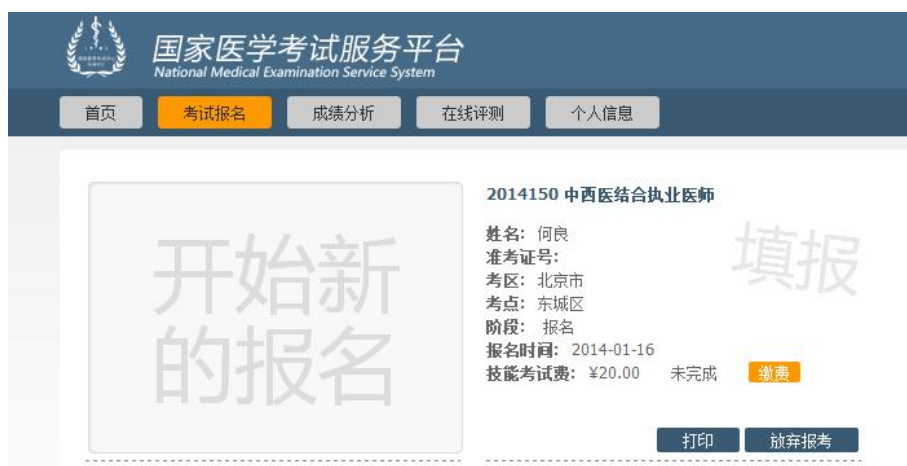 国家医学考试服务平台
National Medical Examination Service System
首页 考试报名 成绩分析 在线评测 个人信息
开始新
的报名
2014150 中西医结合执业医师
填报
姓名: 何良
准考证号:
考区: 北京市
考点: 东城区
阶段: 报名
报名时间: 2014-01-16
技能考试费: ¥20.00 未完成 缴费
打印 放弃报考